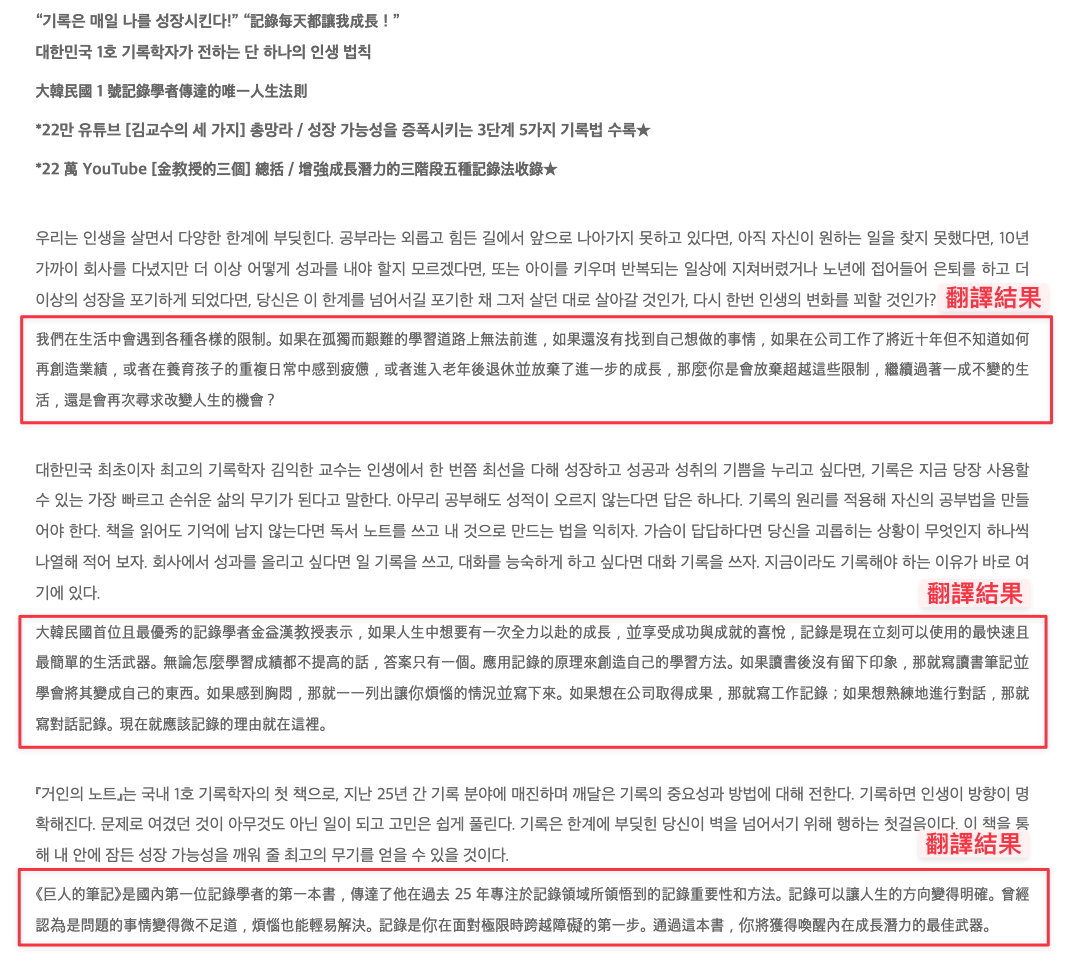 “기록은 매일 나를 성장시킨다!” “記錄每天都讓我成長！”
대한민국 1호 기록학자가 전하는 단 하나의 인생 법칙
大韓民國 1 號記錄學者傳達的唯一人生法則
*22만 유튜브 [김교수의 세 가지] 총망라 / 성장 가능성을 증폭시키는 3단계 5가지 기록법 수록★
*22 萬 YouTube [金教授的三個] 總括 / 增強成長潛力的三階段五種記錄法收錄★
우리는 인생을 살면서 다양한 한계에 부딪힌다. 공부라는 외롭고 힘든 길에서 앞으로 나아가지 못하고 있다면, 아직 자신이 원하는 일을 찾지 못했다면, 10년
가까이 회사를 다녔지만 더 이상 어떻게 성과를 내야 할지 모르겠다면, 또는 아이를 키우며 반복되는 일상에 지쳐버렸거나 노년에 접어들어 은퇴를 하고 더
이상의 성장을 포기하게 되었다면, 당신은 이 한계를 넘어서길 포기한 채 그저 살던 대로 살아갈 것인가, 다시 한번 인생의 변화를 꾀할 것인가? 翻譯結果
我們在生活中會遇到各種各樣的限制。如果在孤獨而艱難的學習道路上無法前進，如果還沒有找到自己想做的事情，如果在公司工作了將近十年但不知道如何
再創造業績，或者在養育孩子的重複日常中感到疲憊，或者進入老年後退休並放棄了進一步的成長，那麼你是會放棄超越這些限制，繼續過著一成不變的生
活，還是會再次尋求改變人生的機會？
대한민국 최초이자 최고의 기록학자 김익한 교수는 인생에서 한 번쯤 최선을 다해 성장하고 성공과 성취의 기쁨을 누리고 싶다면, 기록은 지금 당장 사용할
수 있는 가장 빠르고 손쉬운 삶의 무기가 된다고 말한다. 아무리 공부해도 성적이 오르지 않는다면 답은 하나다. 기록의 원리를 적용해 자신의 공부법을 만들
어야 한다. 책을 읽어도 기억에 남지 않는다면 독서 노트를 쓰고 내 것으로 만드는 법을 익히자. 가슴이 답답하다면 당신을 괴롭히는 상황이 무엇인지 하나씩
나열해 적어 보자. 회사에서 성과를 올리고 싶다면 일 기록을 쓰고, 대화를 능숙하게 하고 싶다면 대화 기록을 쓰자. 지금이라도 기록해야 하는 이유가 바로 여
기에 있다.
翻譯結果
大韓民國首位且最優秀的記錄學者金益漢教授表示，如果人生中想要有一次全力以赴的成長，並享受成功與成就的喜悅，記錄是現在立刻可以使用的最快速且
最簡單的生活武器。無論怎麼學習成績都不提高的話，答案只有一個。應用記錄的原理來創造自己的學習方法。如果讀書後沒有留下印象，那就寫讀書筆記並
學會將其變成自己的東西。如果感到胸悶，那就一一列出讓你煩惱的情況並寫下來。如果想在公司取得成果，那就寫工作記錄；如果想熟練地進行對話，那就
寫對話記錄。現在就應該記錄的理由就在這裡。
『거인의 노트』는 국내 1호 기록학자의 첫 책으로, 지난 25년 간 기록 분야에 매진하며 깨달은 기록의 중요성과 방법에 대해 전한다. 기록하면 인생이 방향이 명
확해진다. 문제로 여겼던 것이 아무것도 아닌 일이 되고 고민은 쉽게 풀린다. 기록은 한계에 부딪힌 당신이 벽을 넘어서기 위해 행하는 첫걸음이다. 이 책을 통
해 내 안에 잠든 성장 가능성을 깨워 줄 최고의 무기를 얻을 수 있을 것이다.
翻譯結果
《巨人的筆記》是國內第一位記錄學者的第一本書，傳達了他在過去 25 年專注於記錄領域所領悟到的記錄重要性和方法。記錄可以讓人生的方向變得明確。曾經
認為是問題的事情變得微不足道，煩惱也能輕易解決。記錄是你在面對極限時跨越障礙的第一步。通過這本書，你將獲得喚醒內在成長潛力的最佳武器。